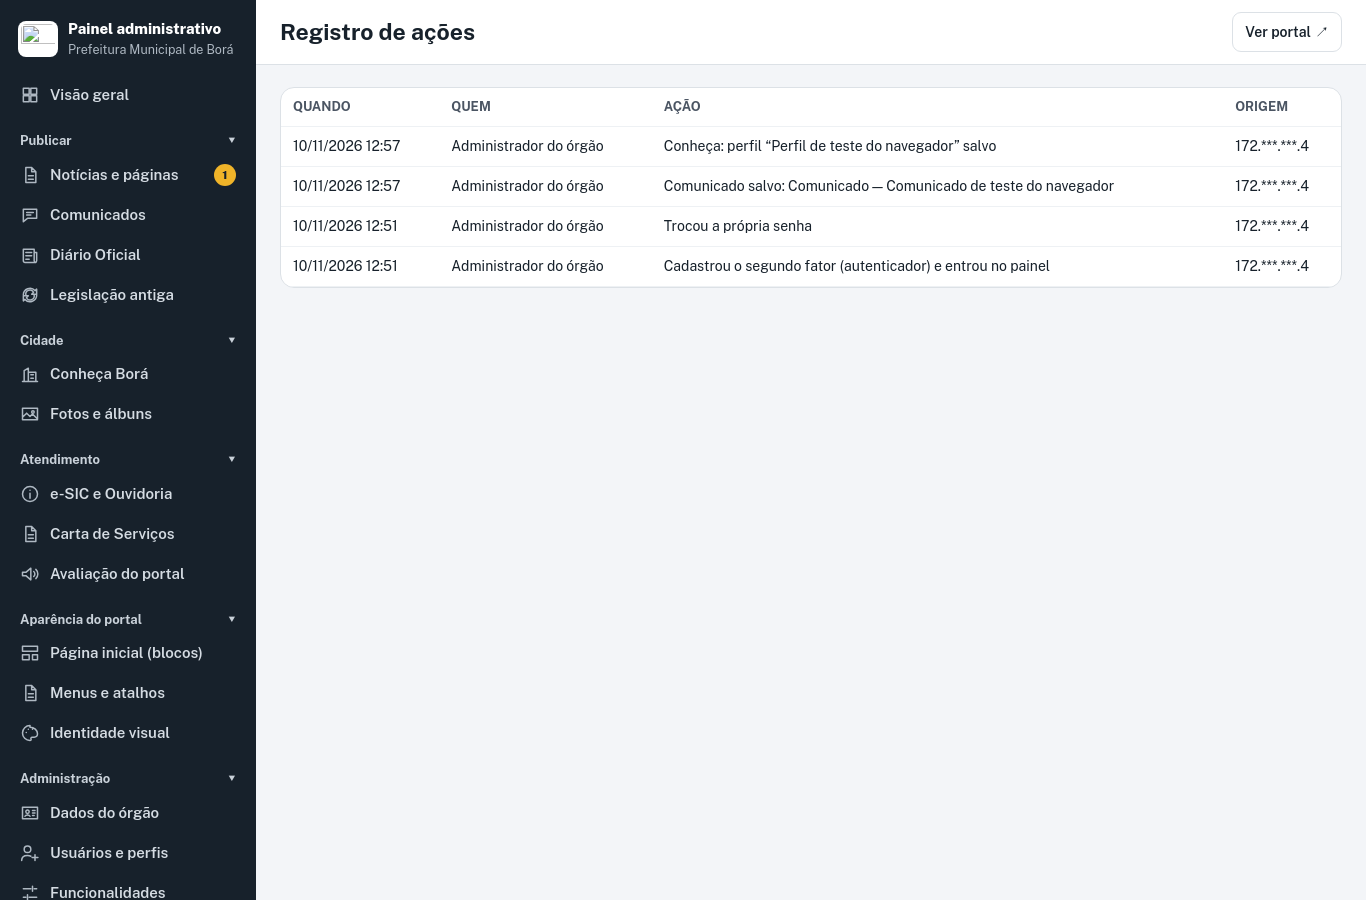 Painel administrativo
Prefeitura Municipal de Borá
Visão geral
Publicar
Notícias e páginas 1
Comunicados
Diário Oficial
Legislação antiga
Cidade
Conheça Borá
Fotos e álbuns
Atendimento
e-SIC e Ouvidoria
Carta de Serviços
Avaliação do portal
Aparência do portal
Página inicial (blocos)
Menus e atalhos
Identidade visual
Administração
Dados do órgão
Usuários e perfis
Funcionalidades
Registro de ações
Ver portal ↗
QUANDO QUEM AÇÃO ORIGEM
10/11/2026 12:57 Administrador do órgão Conheça: perfil “Perfil de teste do navegador” salvo 172.***.***.4
10/11/2026 12:57 Administrador do órgão Comunicado salvo: Comunicado — Comunicado de teste do navegador 172.***.***.4
10/11/2026 12:51 Administrador do órgão Trocou a própria senha 172.***.***.4
10/11/2026 12:51 Administrador do órgão Cadastrou o segundo fator (autenticador) e entrou no painel 172.***.***.4